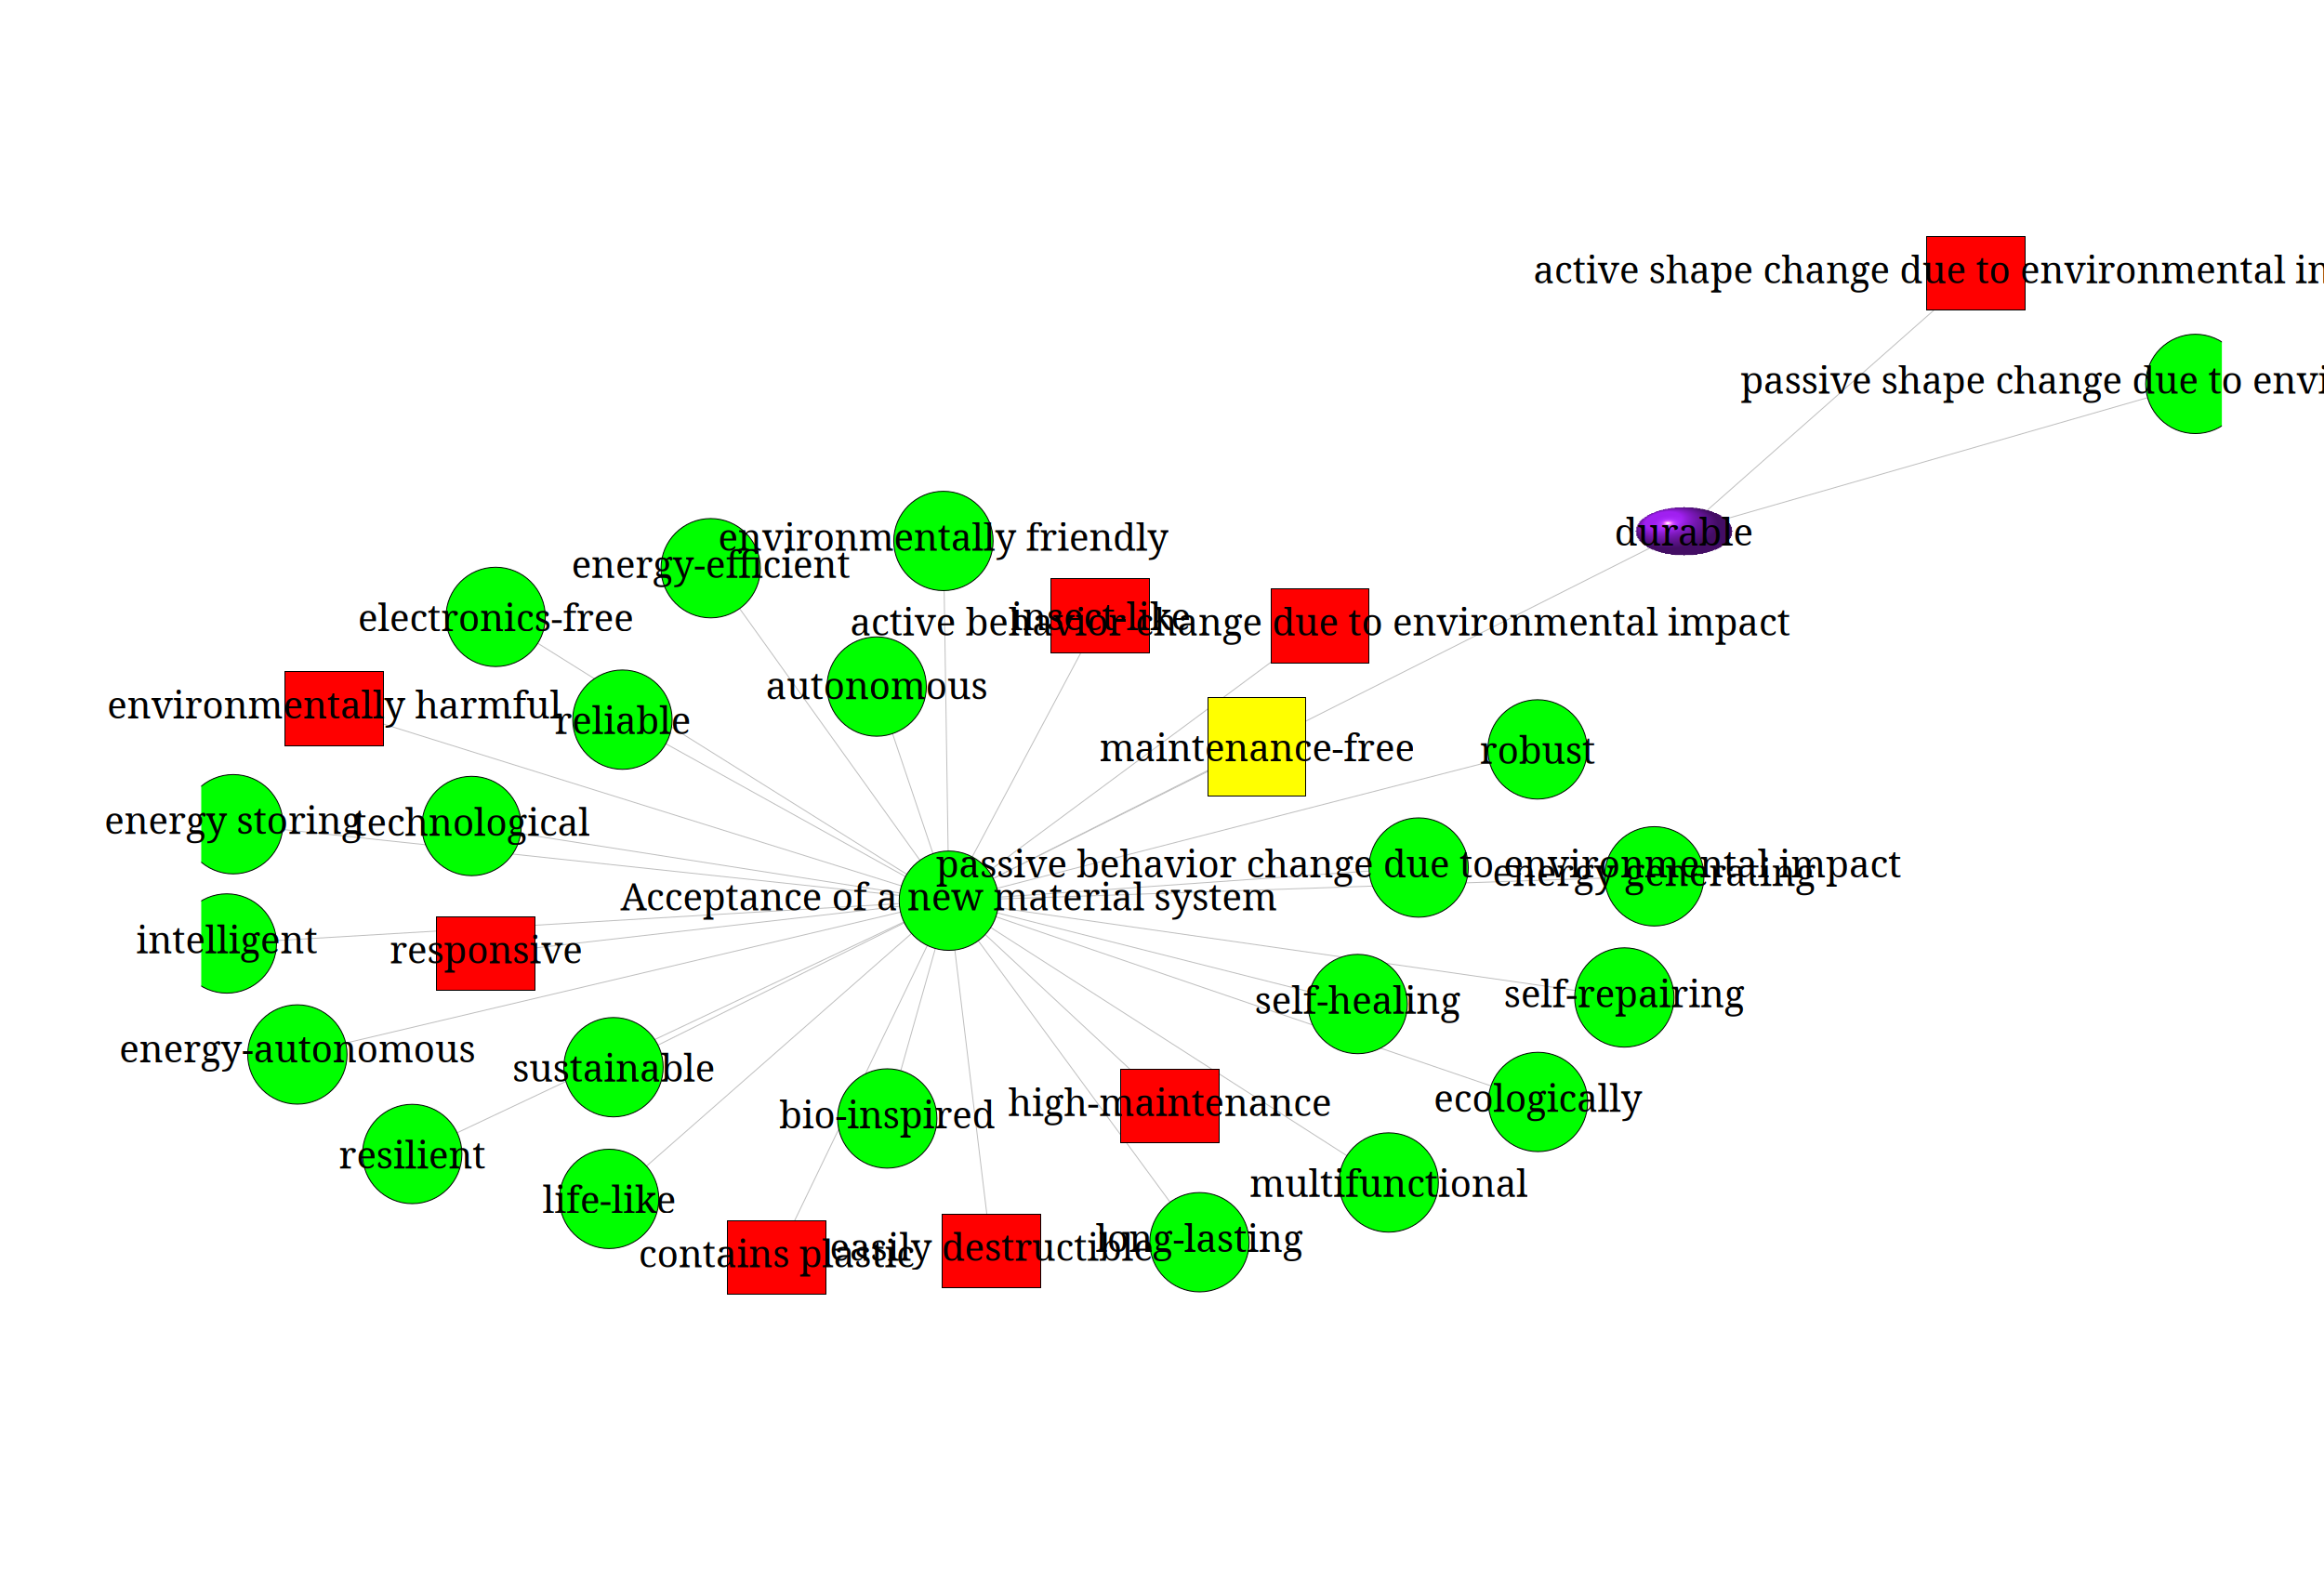 active shape change due to environmental in
passive shape change due to envi
durable
environmentally friendly
energy-efficient
electronics-free
insect-like
active behavior change due to environmental impact
autonomous
environmentally harmful
reliable
maintenance-free
robust
energy storing
technological
passive behavior change due to environmental impact
energy generating
Acceptance of a new material system
intelligent
responsive
self-healing
self-repairing
energy-autonomous
sustainable
bio-inspired
high-maintenance
ecologically
resilient
life-like
multifunctional
contains plastic
easily destructible
long-lasting